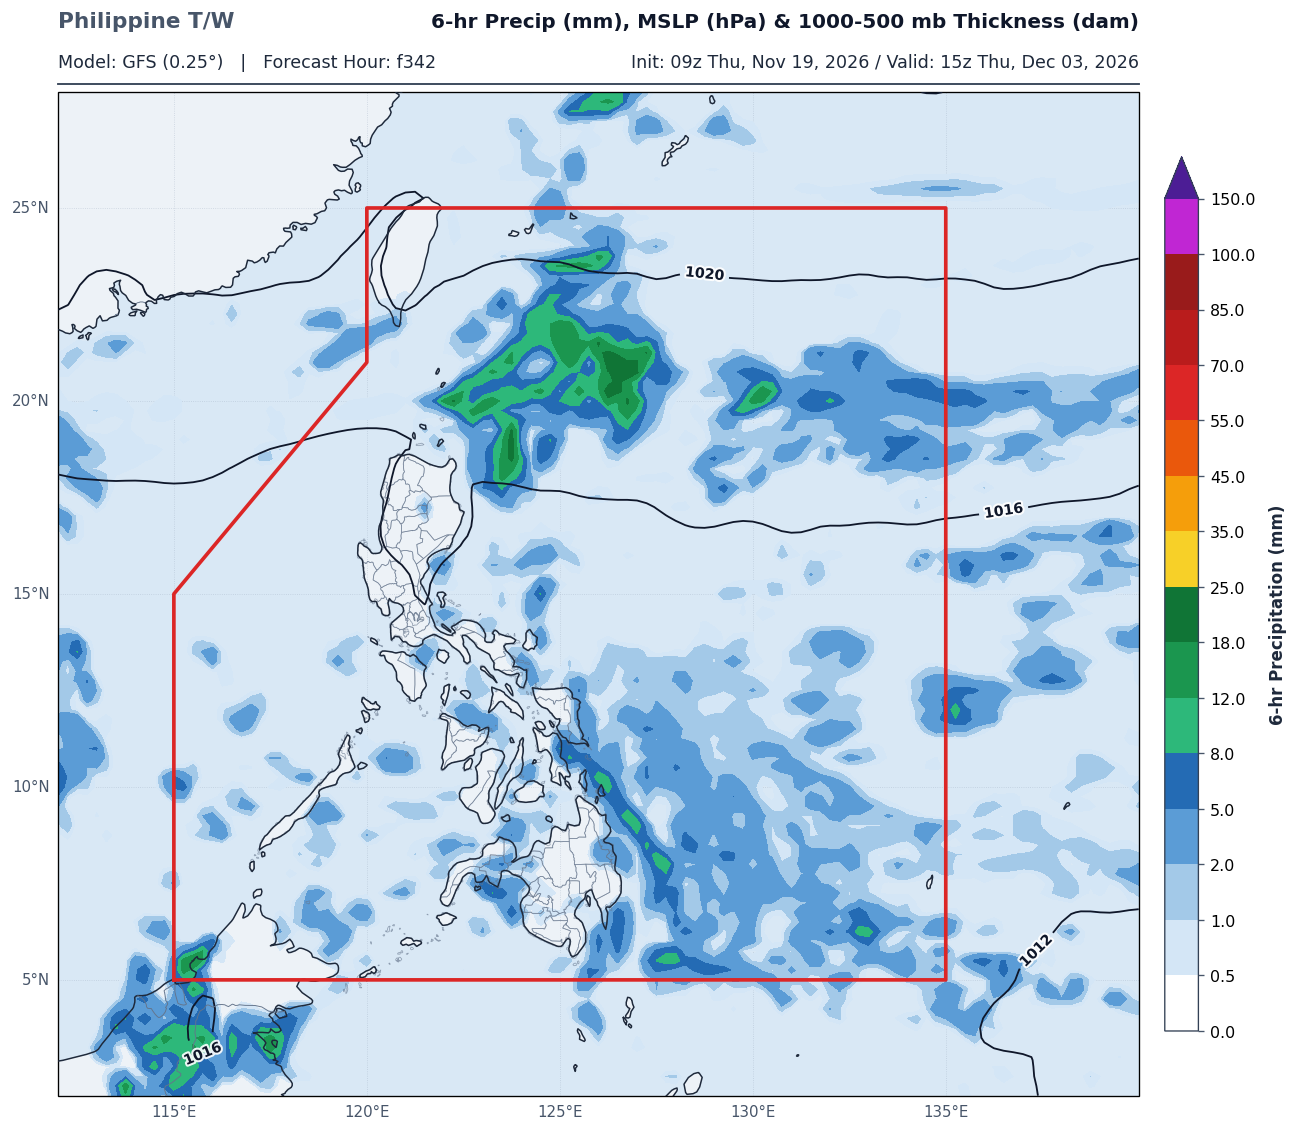 Philippine T/W
6-hr Precip (mm), MSLP (hPa) & 1000-500 mb Thickness (dam)
Model: GFS (0.25°) | Forecast Hour: f342
Init: 09z Thu, Nov 19, 2026 / Valid: 15z Thu, Dec 03, 2026
25°N
20°N
15°N
10°N
5°N
115°E
120°E
125°E
130°E
135°E
1020
1016
1012
1016
150.0
100.0
85.0
70.0
55.0
45.0
35.0
25.0
18.0
12.0
8.0
5.0
2.0
1.0
0.5
0.0
6-hr Precipitation (mm)